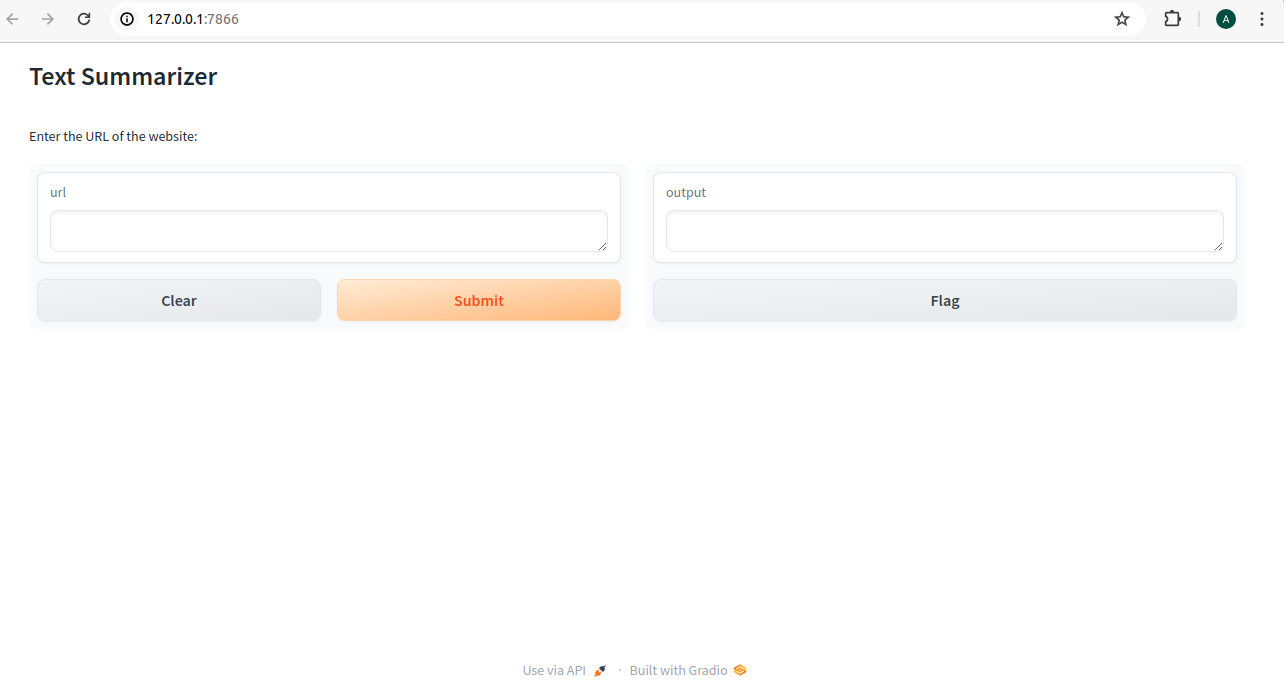 127.0.0.1:7866
A
Text Summarizer
Enter the URL of the website:
url
output
Clear
Submit
Flag
Use via API · Built with Gradio